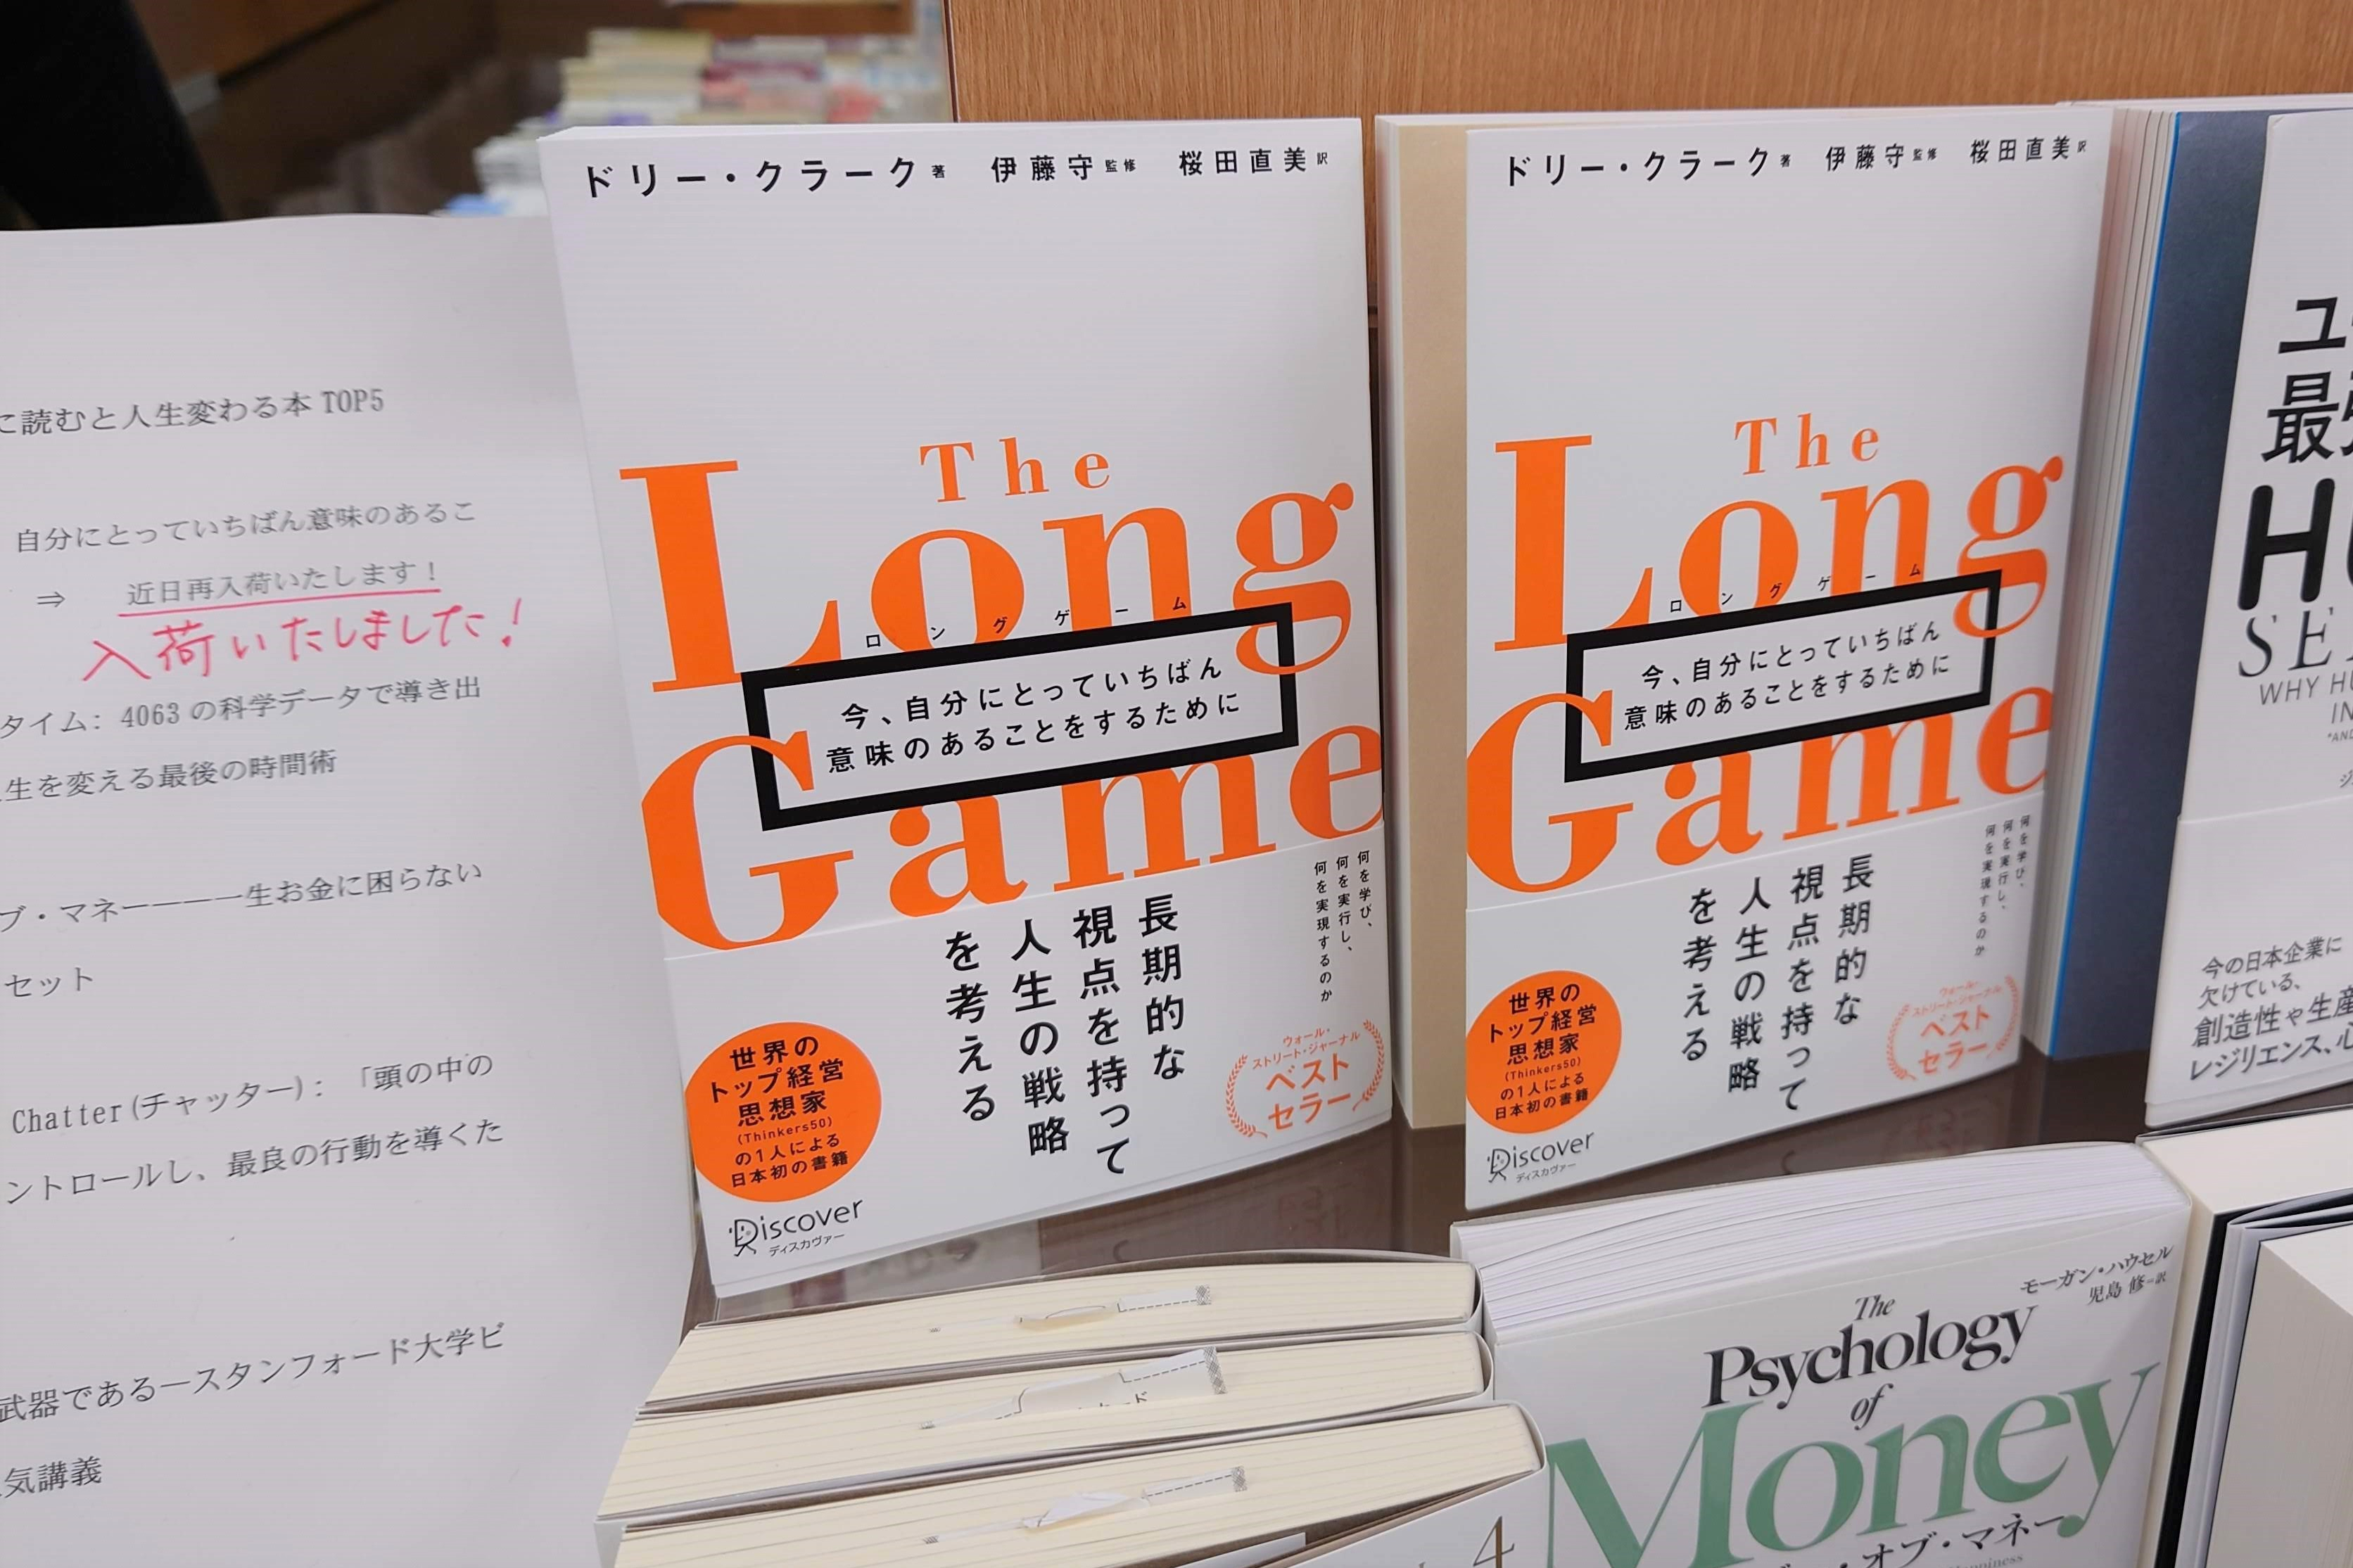 に読むと人生変わる本 TOP5
自分にとっていちばん意味のあるこ
⇒ 近日再入荷いたします！
入荷いたしました！
タイム: 4063の科学データで導き出
生を変える最後の時間術
ブ・マネー――一生お金に困らない
セット
Chatter(チャッター): 「頭の中の
ントロールし、最良の行動を導くた
武器である―スタンフォード大学ビ
気講義
ドリー・クラーク 著 伊藤守 監修 桜田直美 訳
The
Long
ロングゲーム
今、自分にとっていちばん
意味のあることをするために
Game
何を学び、
何を実行し、
何を実現するのか
長期的な
視点を持って
人生の戦略
を考える
世界の
トップ経営
思想家
(Thinkers50)
の1人による
日本初の書籍
ウォール・
ストリート・ジャーナル
ベスト
セラー
Discover
ディスカヴァー
ドリー・クラーク 著 伊藤守 監修 桜田直美 訳
The
Long
ロングゲーム
今、自分にとっていちばん
意味のあることをするために
Game
何を学び、
何を実行し、
何を実現するのか
長期的な
視点を持って
人生の戦略
を考える
世界の
トップ経営
思想家
(Thinkers50)
の1人による
日本初の書籍
ウォール・
ストリート・ジャーナル
ベスト
セラー
Discover
ディスカヴァー
ユ
最
H
SE
WHY HU
IN
*AND
ジ
今の日本企業に
欠けている、
創造性や生産
レジリエンス、心
モーガン・ハウセル
児島 修=訳
The
Psychology
of
Money
・オブ・マネー
4